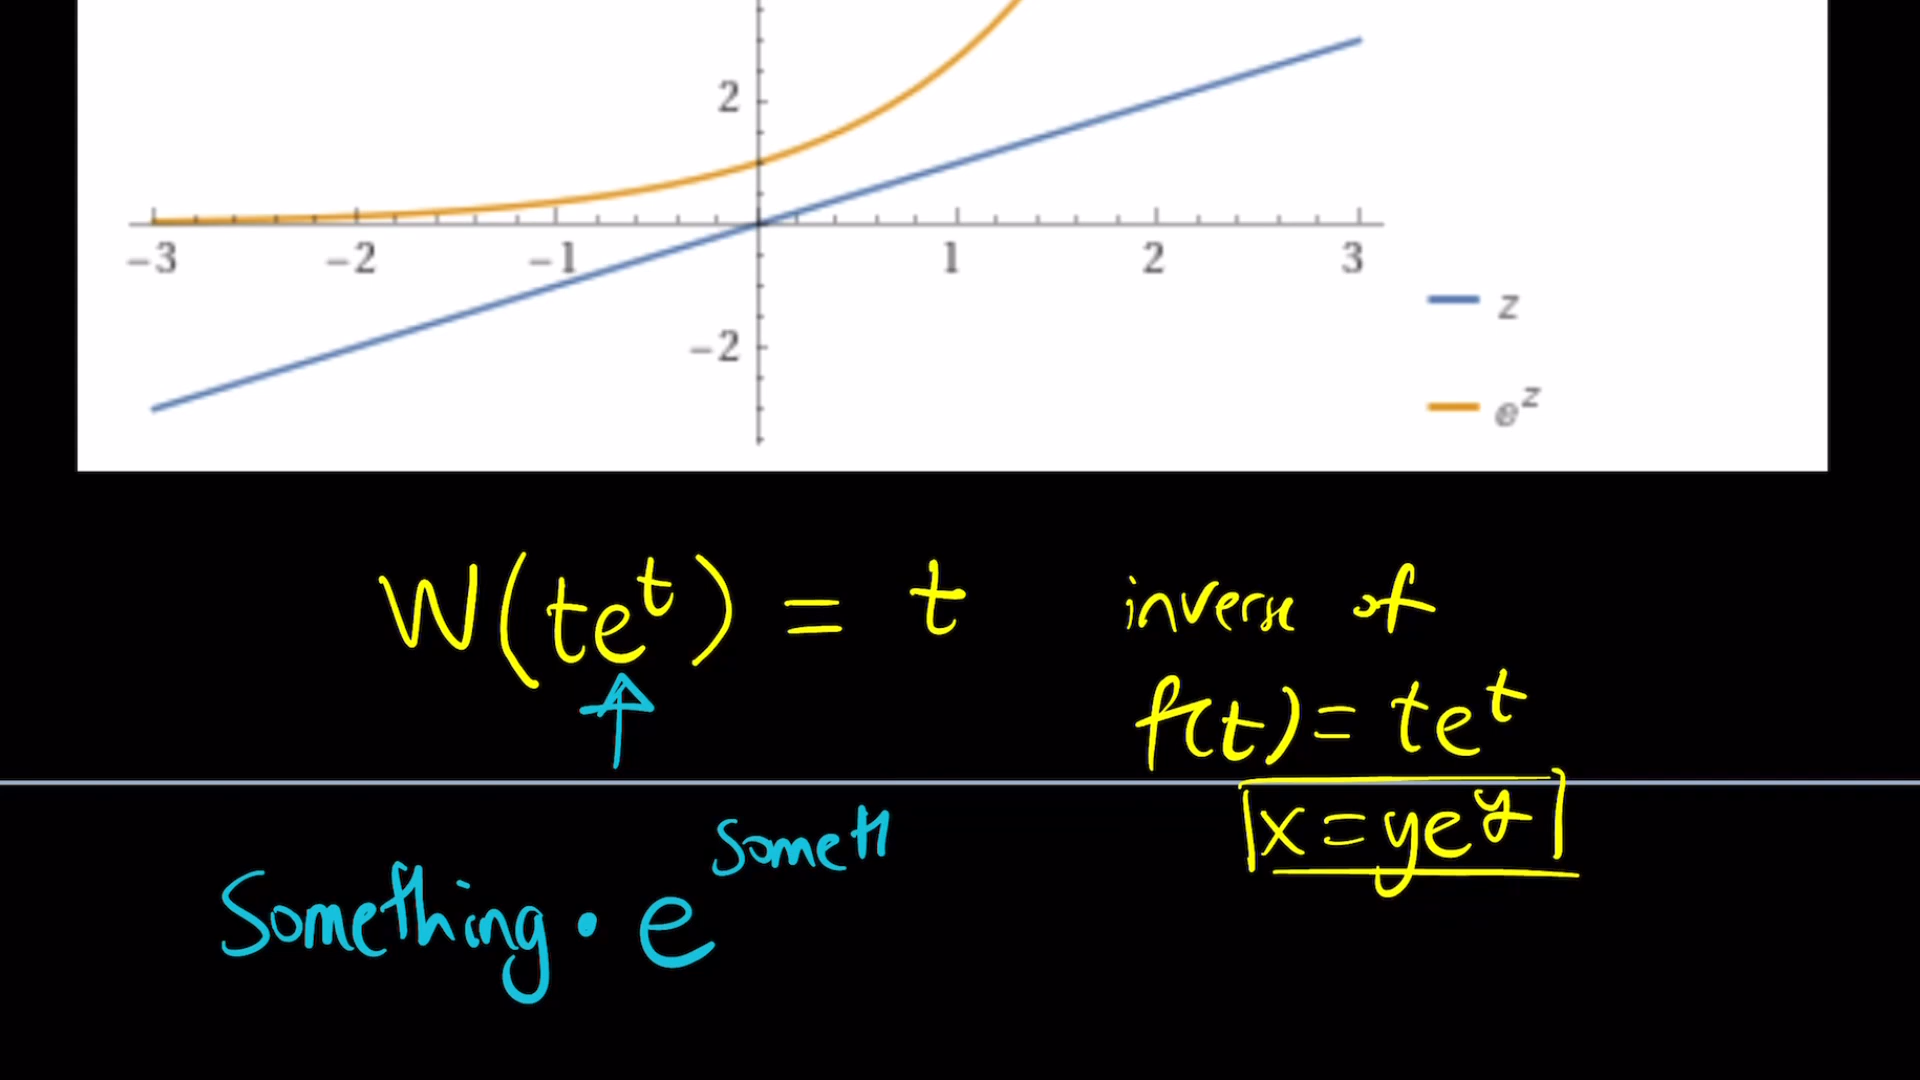 2
-3 -2 -1 1 2 3
z
-2
e^z
W(te^t) = t inverse of
f(t) = te^t
x = ye^y
Something · e^Someth